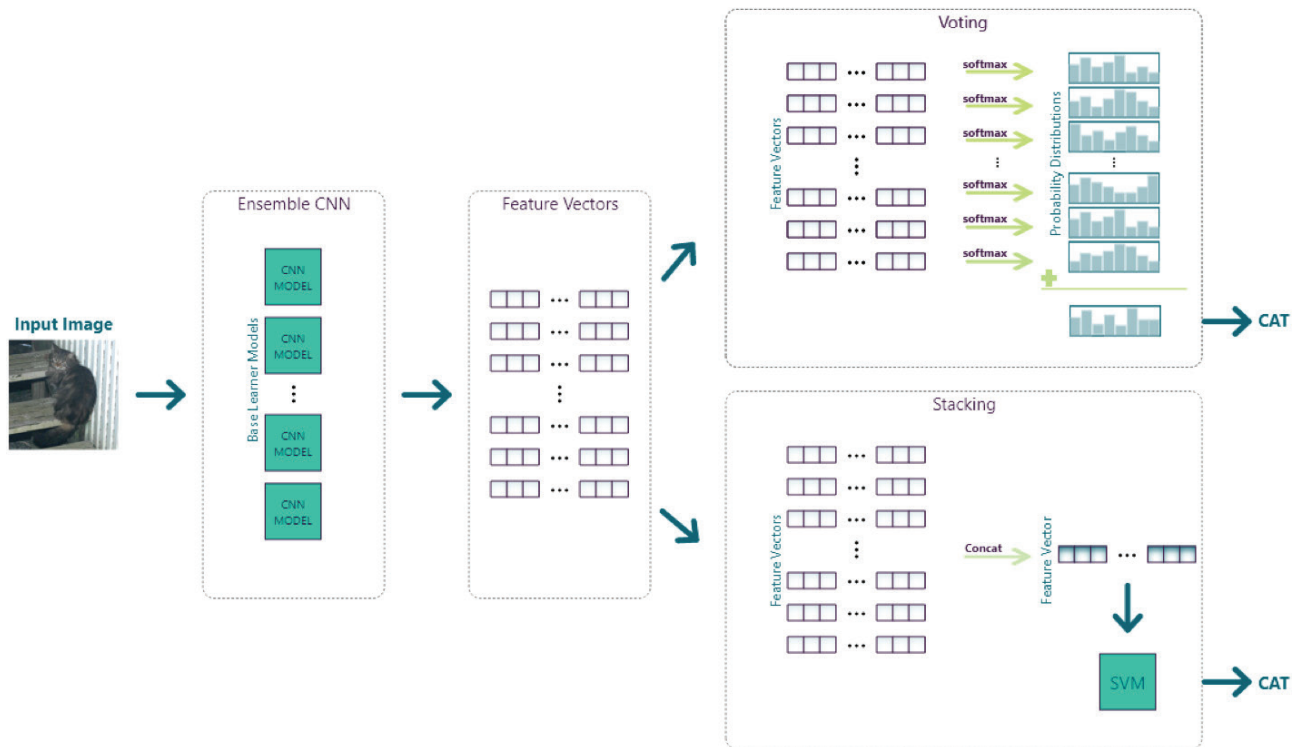 Input Image
Ensemble CNN
Base Learner Models
CNN
MODEL
CNN
MODEL
CNN
MODEL
CNN
MODEL
Feature Vectors
Voting
Feature Vectors
softmax
softmax
softmax
softmax
softmax
softmax
Probability Distributions
CAT
Stacking
Feature Vectors
Concat
Feature Vector
SVM
CAT